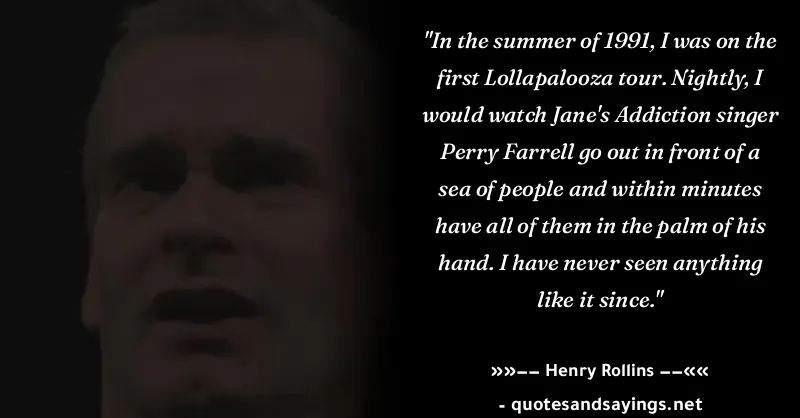 "In the summer of 1991, I was on the
first Lollapalooza tour. Nightly, I
would watch Jane's Addiction singer
Perry Farrell go out in front of a
sea of people and within minutes
have all of them in the palm of his
hand. I have never seen anything
like it since."
»»−− Henry Rollins −−««
- quotesandsayings.net